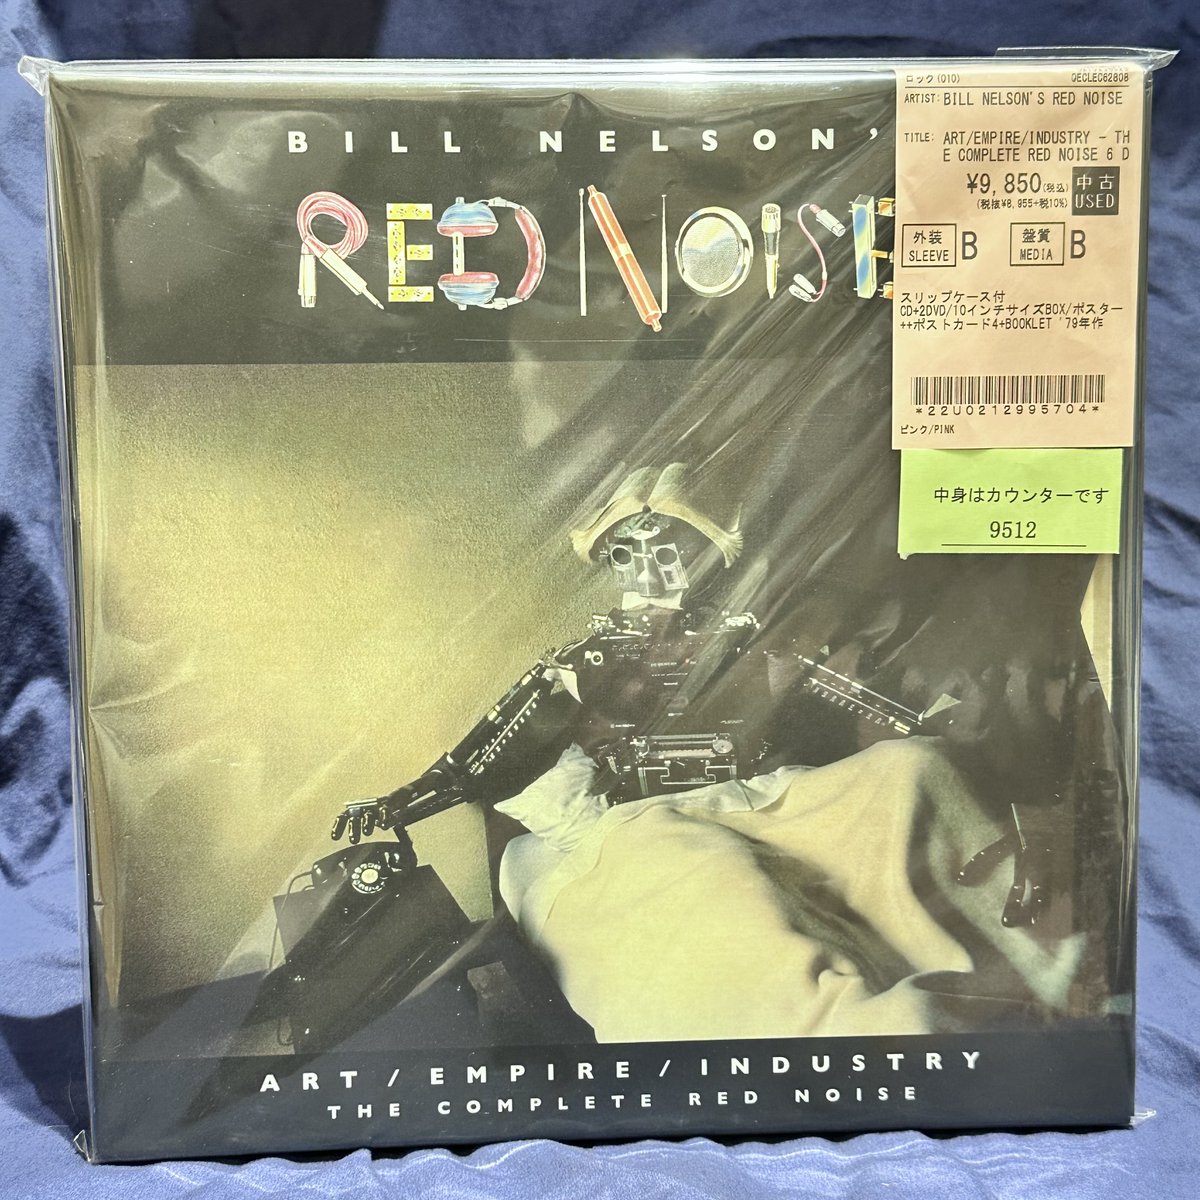 BILL NELSON'
RED NOISE
ロック(010)
QECLEC62808
ARTIST: BILL NELSON'S RED NOISE
TITLE: ART/EMPIRE/INDUSTRY - TH
E COMPLETE RED NOISE 6 D
¥9,850(税込)
(税抜¥8,955+税10%)
中古
USED
外装
SLEEVE
B
盤質
MEDIA
B
スリップケース付
CD+2DVD/10インチサイズBOX/ポスター
++ポストカード4+BOOKLET '79年作
*22U0212995704*
ピンク/PINK
中身はカウンターです
9512
ART/EMPIRE/INDUSTRY
THE COMPLETE RED NOISE